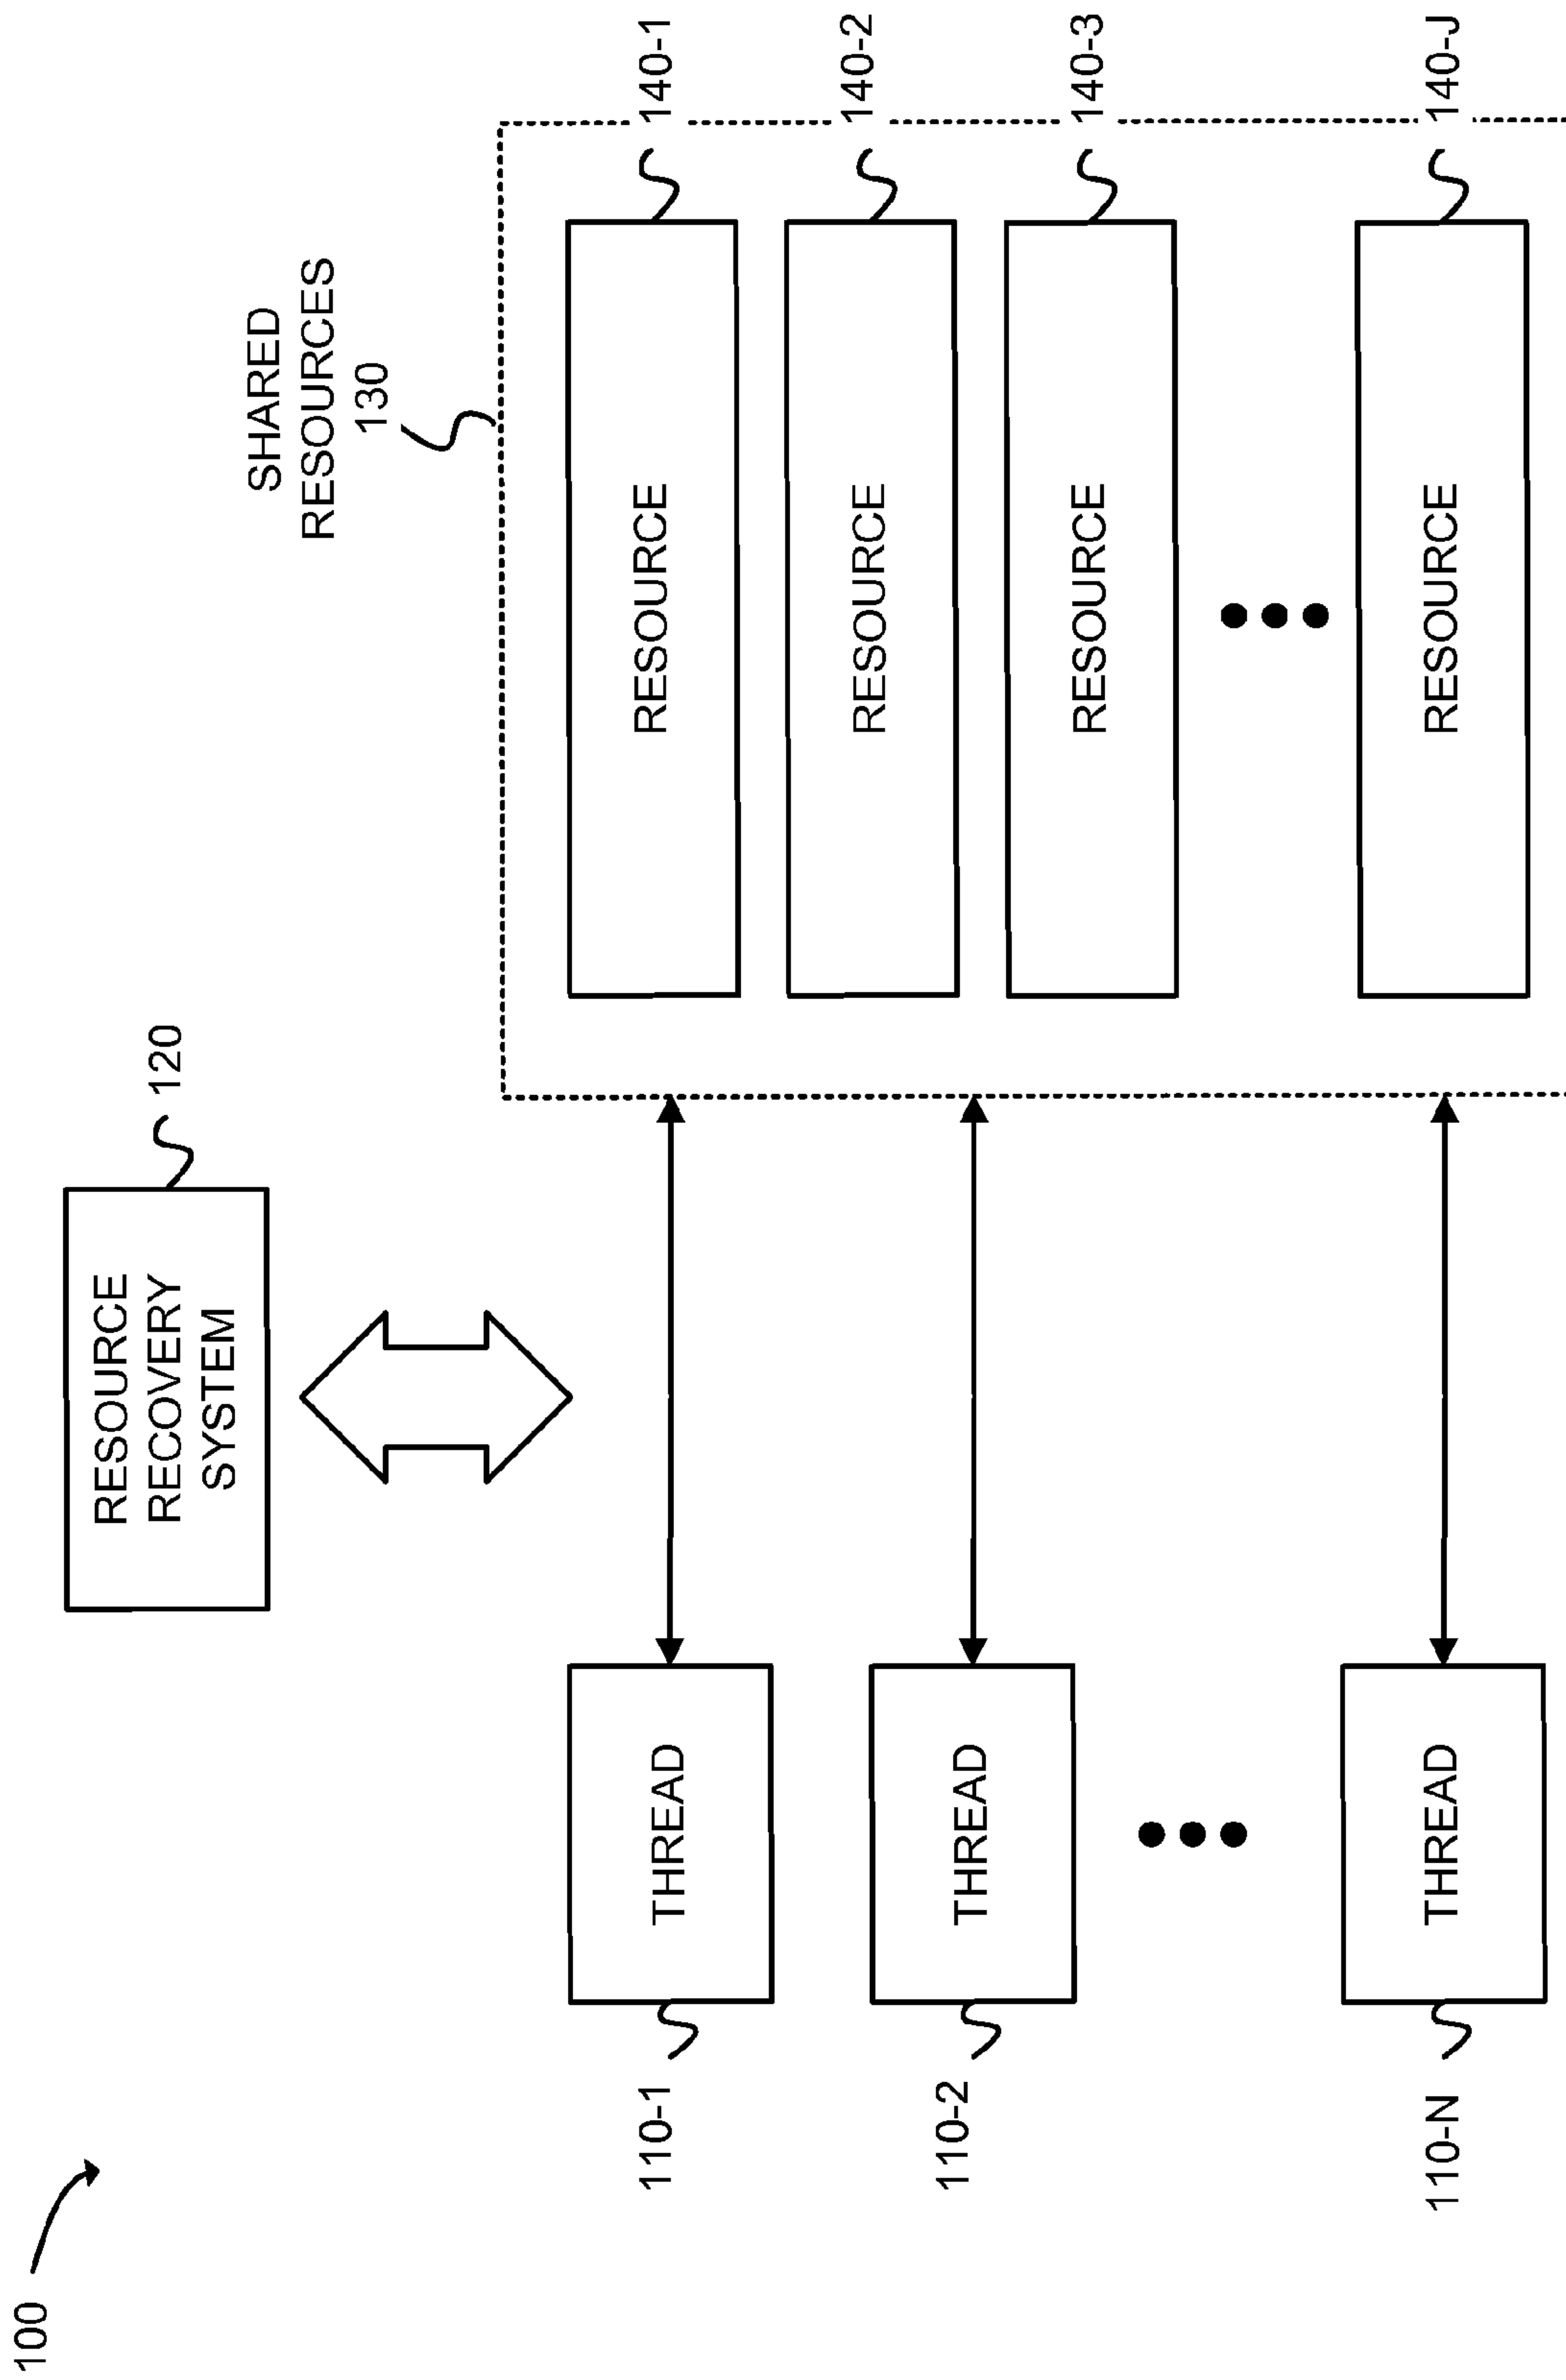 100
RESOURCE
RECOVERY
SYSTEM
120
SHARED
RESOURCES
130
110-1
THREAD
RESOURCE
140-1
RESOURCE
140-2
110-2
THREAD
RESOURCE
140-3
110-N
THREAD
RESOURCE
140-J